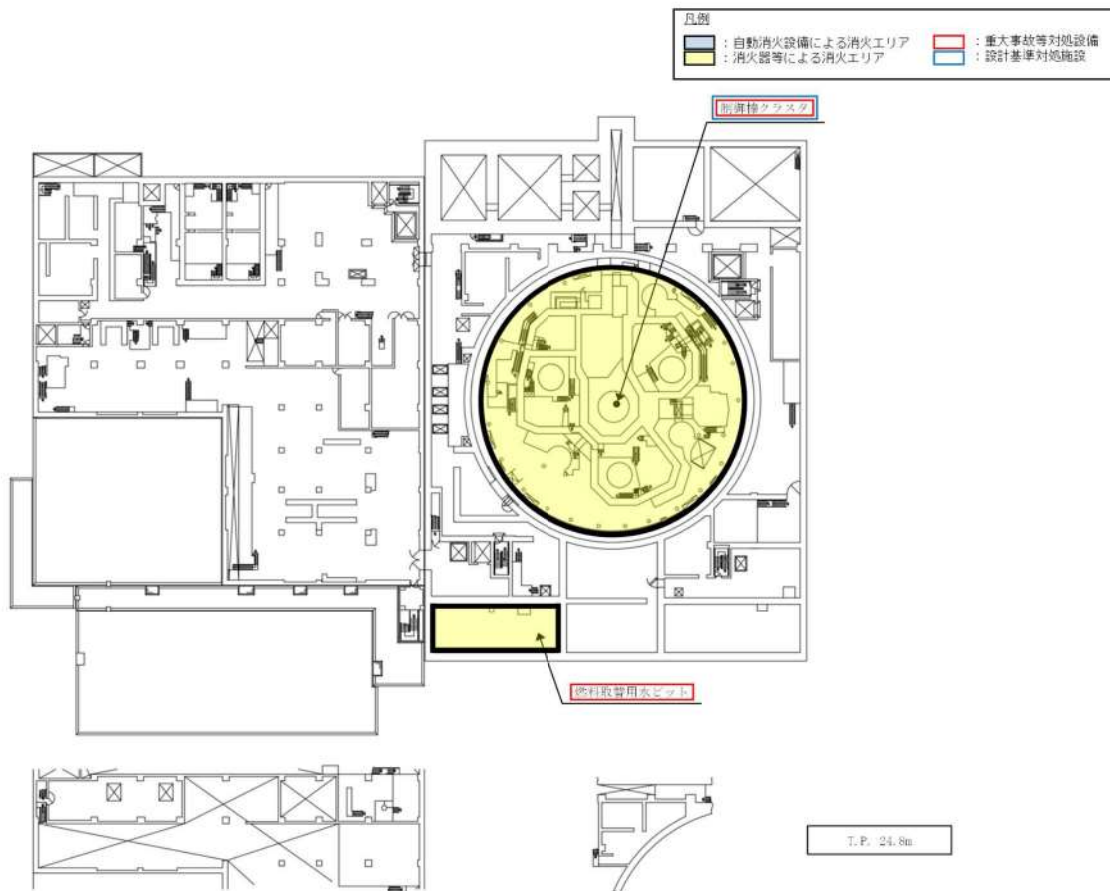 凡例
：自動消火設備による消火エリア
：重大事故等対処設備
：消火器等による消火エリア
：設計基準対処施設
制御棒クラスタ
燃料取替用水ピット
T.P. 24.8m